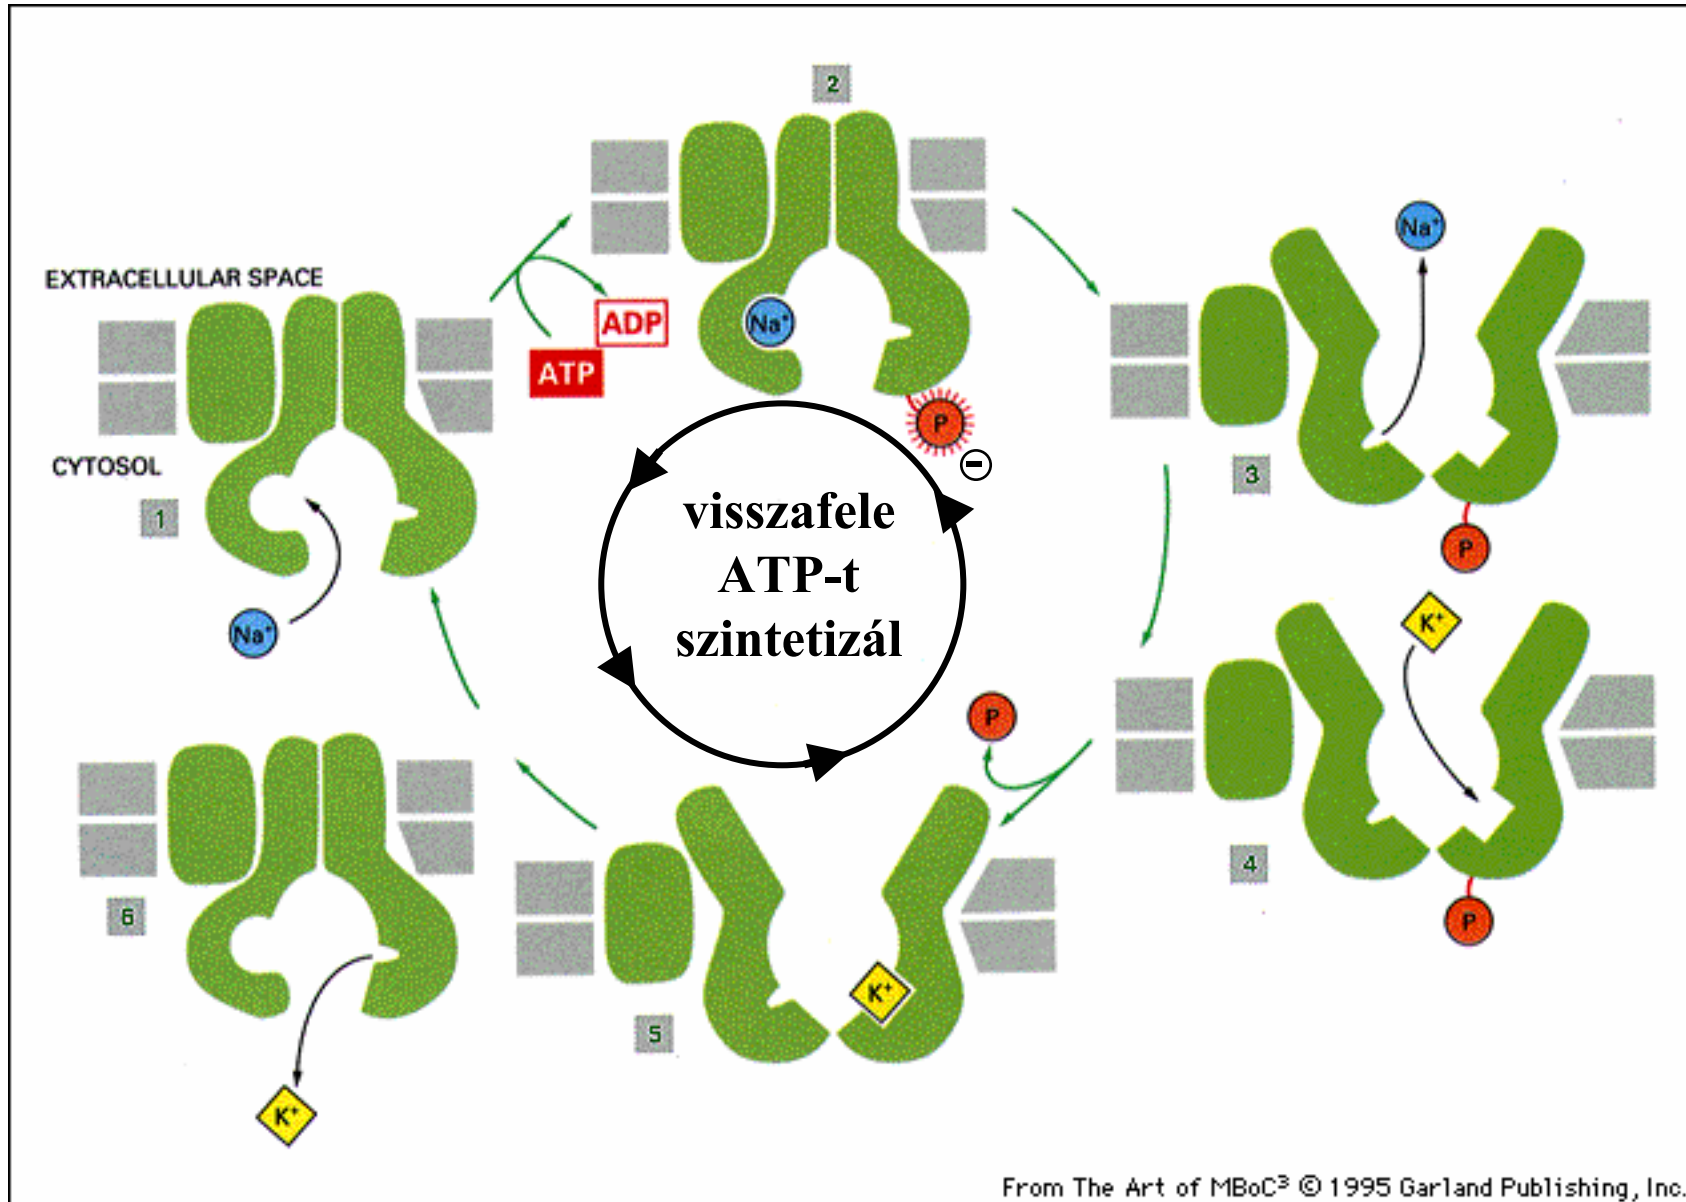 2
Na⁺
EXTRACELLULAR SPACE
ADP
Na⁺
ATP
P
−
CYTOSOL
3
1
visszafele
ATP-t
szintetizál
P
Na⁺
K⁺
P
4
6
P
K⁺
5
K⁺
From The Art of MBoC³ © 1995 Garland Publishing, Inc.